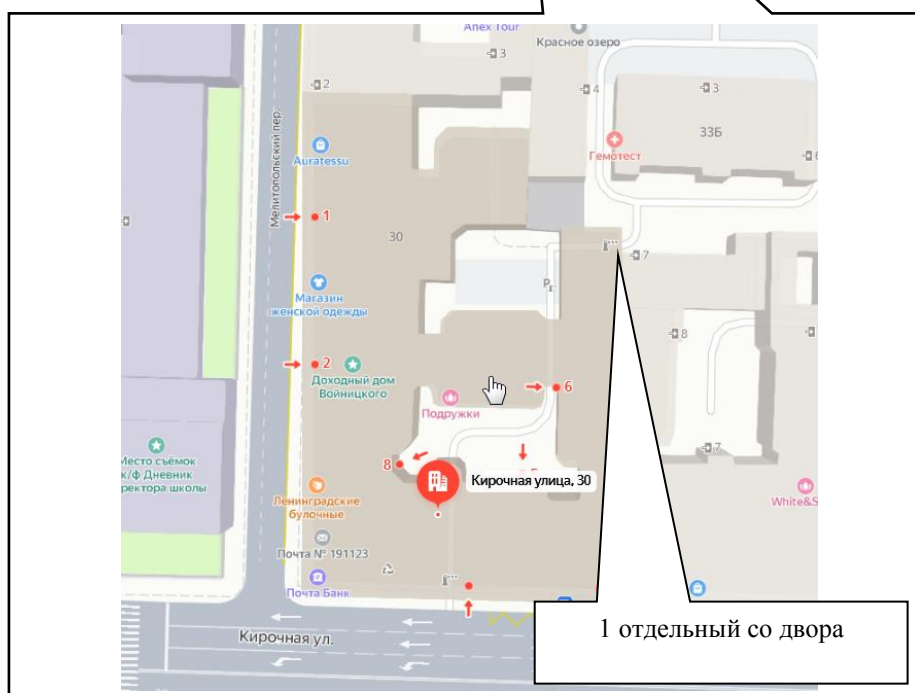 Anex Tour
Красное озеро
3
2
4
3
33Б
Гемотест
6
Auratessu
Мелитопольский пер.
1
30
7
P
Магазин
женской одежды
8
2
Доходный дом
Войницкого
6
Подружки
Место съёмок
к/ф Дневник
ректора школы
8
7
Кирочная улица, 30
Ленинградские
булочные
White&S
Почта № 191123
Почта Банк
Кирочная ул.
1 отдельный со двора